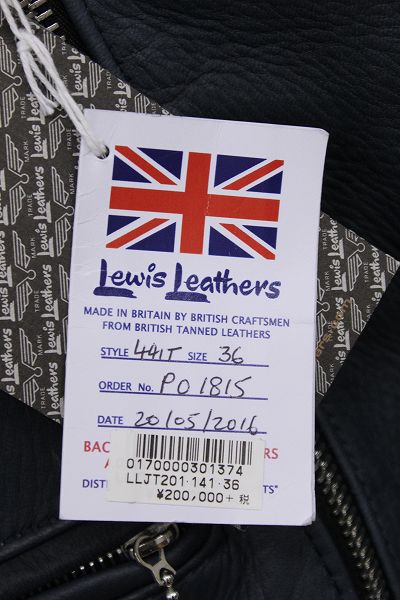 Lewis Leathers
MADE IN BRITAIN BY BRITISH CRAFTSMEN
FROM BRITISH TANNED LEATHERS
STYLE 441T SIZE 36
ORDER No. PO1815
DATE 20/05/2016
0170000301374
LLJT201-141-36
¥200,000+税